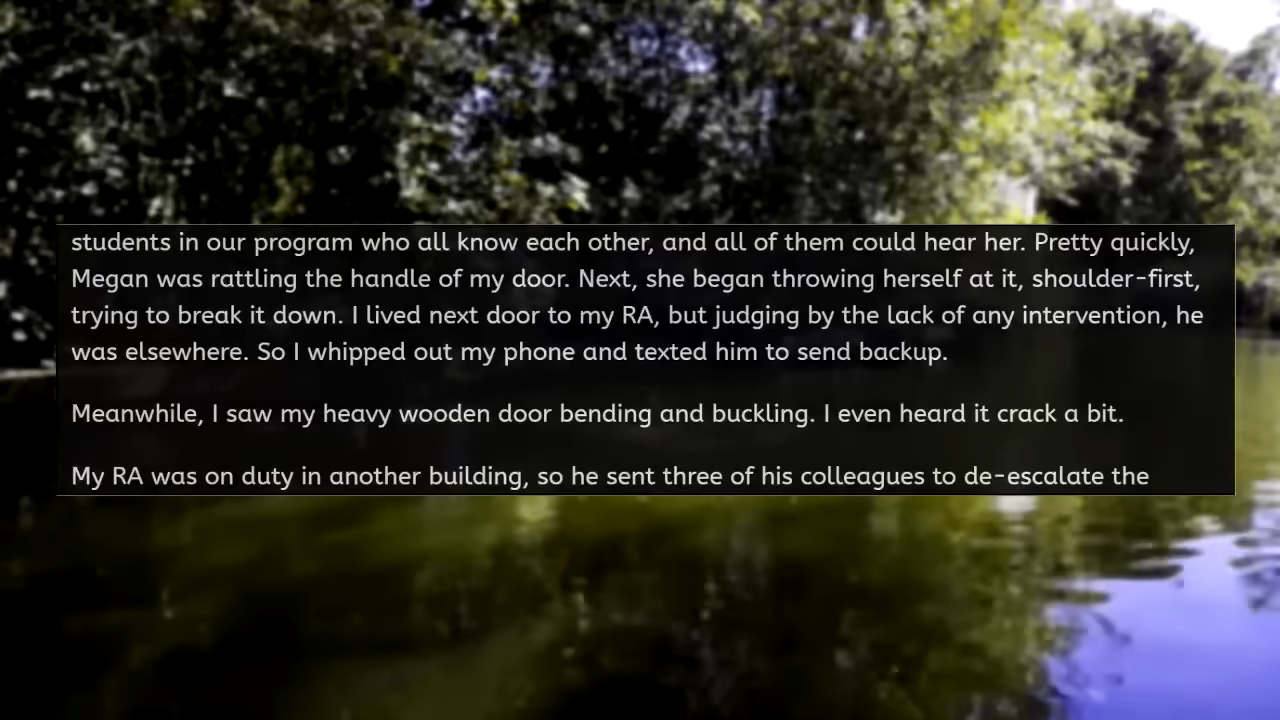 students in our program who all know each other, and all of them could hear her. Pretty quickly,
Megan was rattling the handle of my door. Next, she began throwing herself at it, shoulder-first,
trying to break it down. I lived next door to my RA, but judging by the lack of any intervention, he
was elsewhere. So I whipped out my phone and texted him to send backup.
Meanwhile, I saw my heavy wooden door bending and buckling. I even heard it crack a bit.
My RA was on duty in another building, so he sent three of his colleagues to de-escalate the